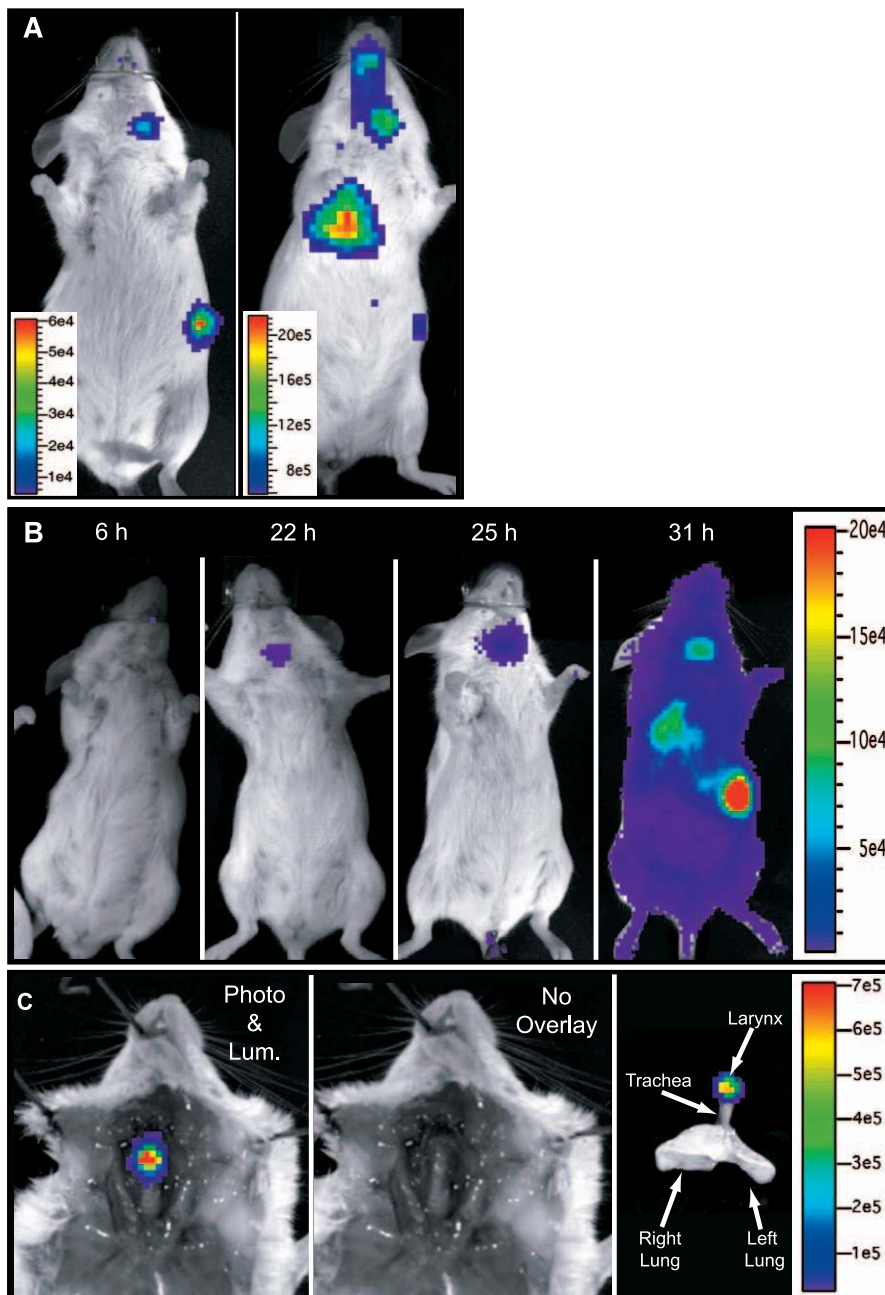 A
6e4
5e4
4e4
3e4
2e4
1e4
20e5
16e5
12e5
8e5
B
6 h
22 h
25 h
31 h
20e4
15e4
10e4
5e4
C
Photo
&
Lum.
No
Overlay
Larynx
Trachea
Right
Lung
Left
Lung
7e5
6e5
5e5
4e5
3e5
2e5
1e5